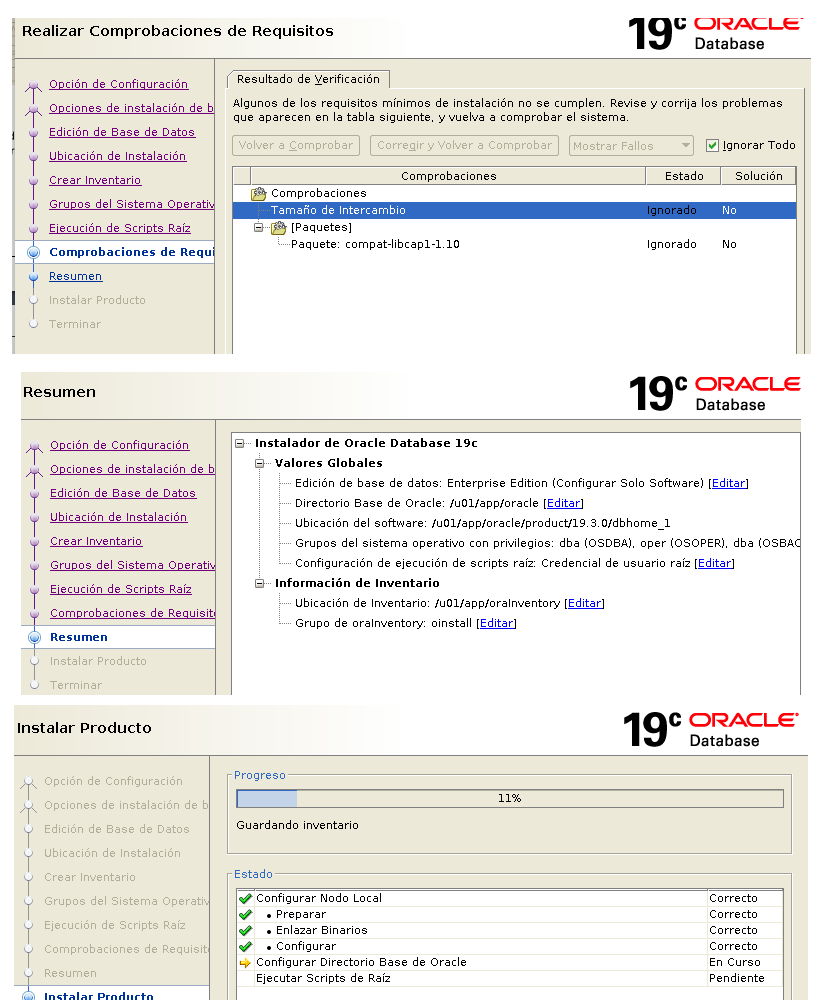 Realizar Comprobaciones de Requisitos
19c ORACLE
Database
Opción de Configuración
Opciones de instalación de b
Edición de Base de Datos
Ubicación de Instalación
Crear Inventario
Grupos del Sistema Operativ
Ejecución de Scripts Raíz
Comprobaciones de Requi
Resumen
Instalar Producto
Terminar
Resultado de Verificación
Algunos de los requisitos mínimos de instalación no se cumplen. Revise y corrija los problemas
que aparecen en la tabla siguiente, y vuelva a comprobar el sistema.
Volver a Comprobar Corregir y Volver a Comprobar Mostrar Fallos Ignorar Todo
Comprobaciones Estado Solución
Comprobaciones
Tamaño de Intercambio Ignorado No
[Paquetes]
Paquete: compat-libcap1-1.10 Ignorado No
Resumen
19c ORACLE
Database
Opción de Configuración
Opciones de instalación de b
Edición de Base de Datos
Ubicación de Instalación
Crear Inventario
Grupos del Sistema Operativ
Ejecución de Scripts Raíz
Comprobaciones de Requisit
Resumen
Instalar Producto
Terminar
Instalador de Oracle Database 19c
Valores Globales
Edición de base de datos: Enterprise Edition (Configurar Solo Software) [Editar]
Directorio Base de Oracle: /u01/app/oracle [Editar]
Ubicación del software: /u01/app/oracle/product/19.3.0/dbhome_1
Grupos del sistema operativo con privilegios: dba (OSDBA), oper (OSOPER), dba (OSBAC
Configuración de ejecución de scripts raíz: Credencial de usuario raíz [Editar]
Información de Inventario
Ubicación de Inventario: /u01/app/oraInventory [Editar]
Grupo de oraInventory: oinstall [Editar]
Instalar Producto
19c ORACLE
Database
Opción de Configuración
Opciones de instalación de b
Edición de Base de Datos
Ubicación de Instalación
Crear Inventario
Grupos del Sistema Operativ
Ejecución de Scripts Raíz
Comprobaciones de Requisit
Resumen
Instalar Producto
Progreso
11%
Guardando inventario
Estado
Configurar Nodo Local Correcto
• Preparar Correcto
• Enlazar Binarios Correcto
• Configurar Correcto
Configurar Directorio Base de Oracle En Curso
Ejecutar Scripts de Raíz Pendiente